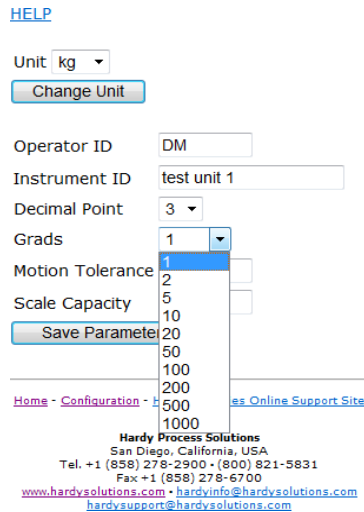 HELP
Unit kg
Change Unit
Operator ID DM
Instrument ID test unit 1
Decimal Point 3
Grads 1
1
Motion Tolerance
2
5
Scale Capacity
10
Save Paramete
20
50
100
200
Home - Configuration - es Online Support Site
500
1000
Hardy Process Solutions
San Diego, California, USA
Tel. +1 (858) 278-2900 • (800) 821-5831
Fax +1 (858) 278-6700
www.hardysolutions.com • hardyinfo@hardysolutions.com
hardysupport@hardysolutions.com